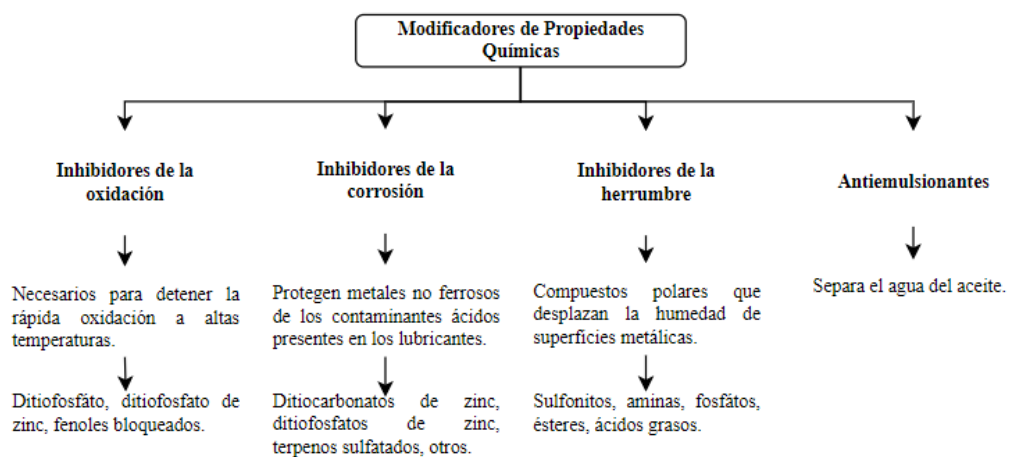 Modificadores de Propiedades
Químicas
Inhibidores de la
oxidación
Inhibidores de la
corrosión
Inhibidores de la
herrumbre
Antiemulsionantes
Necesarios para detener la
rápida oxidación a altas
temperaturas.
Protegen metales no ferrosos
de los contaminantes ácidos
presentes en los lubricantes.
Compuestos polares que
desplazan la humedad de
superfícies metálicas.
Separa el agua del aceite.
Ditiofosfáto, ditiofosfato de
zinc, fenoles bloqueados.
Ditiocarbonatos de zinc,
ditiofosfatos de zinc,
terpenos sulfatados, otros.
Sulfonitos, aminas, fosfátos,
ésteres, ácidos grasos.